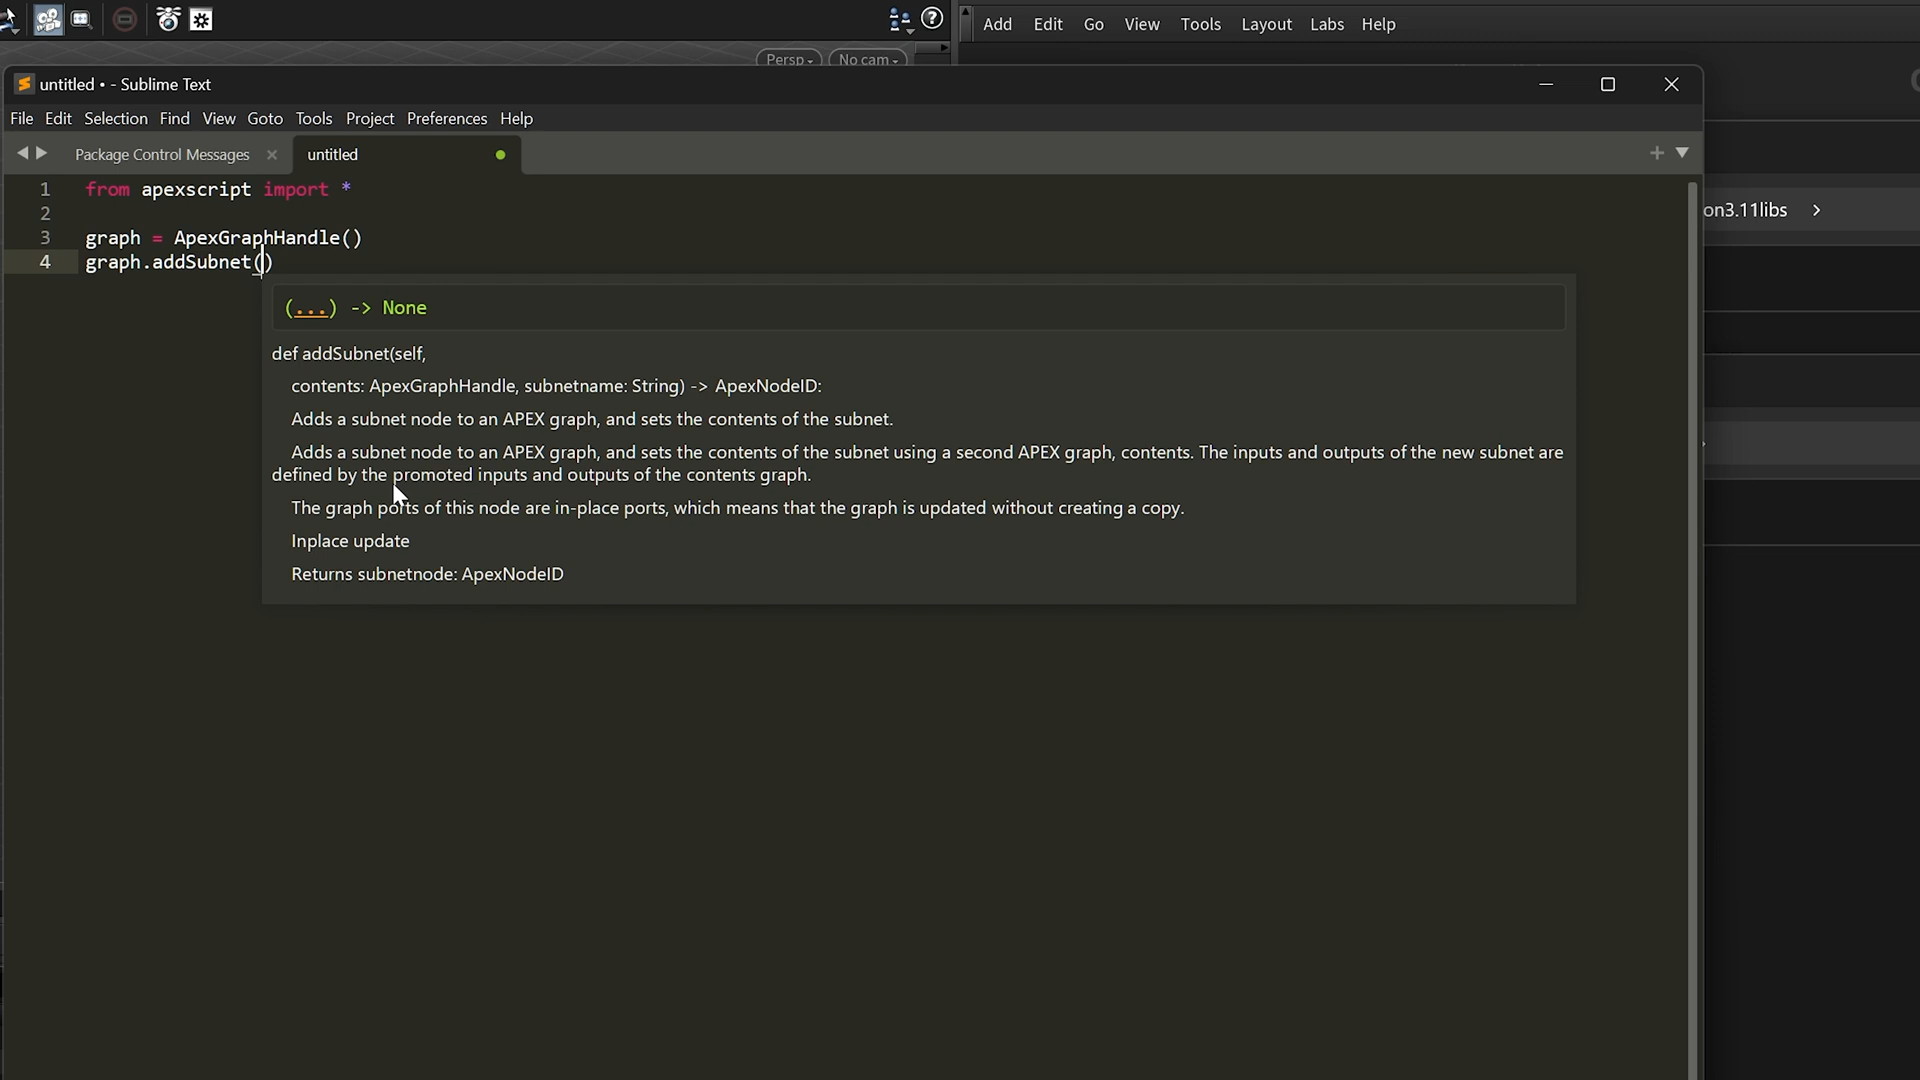 Add Edit Go View Tools Layout Labs Help
Persp No cam
untitled • - Sublime Text
File Edit Selection Find View Goto Tools Project Preferences Help
Package Control Messages untitled
on3.11libs
1 from apexscript import *
2
3 graph = ApexGraphHandle()
4 graph.addSubnet()
(...) -> None
def addSubnet(self,
contents: ApexGraphHandle, subnetname: String) -> ApexNodeID:
Adds a subnet node to an APEX graph, and sets the contents of the subnet.
Adds a subnet node to an APEX graph, and sets the contents of the subnet using a second APEX graph, contents. The inputs and outputs of the new subnet are
defined by the promoted inputs and outputs of the contents graph.
The graph ports of this node are in-place ports, which means that the graph is updated without creating a copy.
Inplace update
Returns subnetnode: ApexNodeID